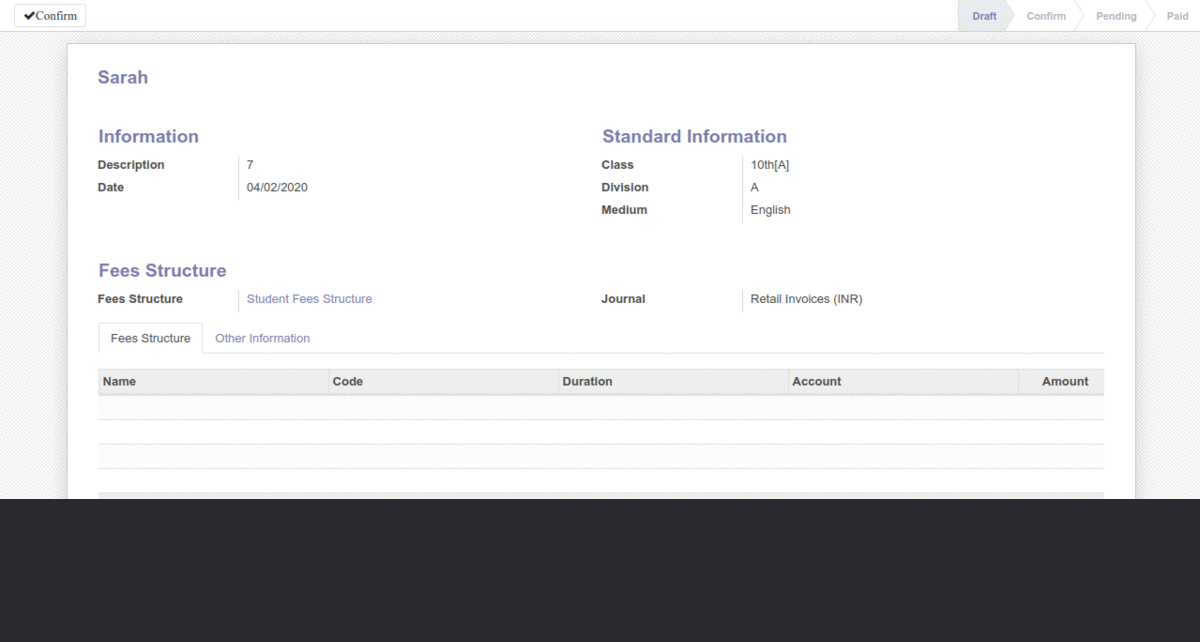 ✔Confirm
Draft Confirm Pending Paid
Sarah
Information
Description 7
Date 04/02/2020
Standard Information
Class 10th[A]
Division A
Medium English
Fees Structure
Fees Structure Student Fees Structure
Journal Retail Invoices (INR)
Fees Structure Other Information
Name Code Duration Account Amount